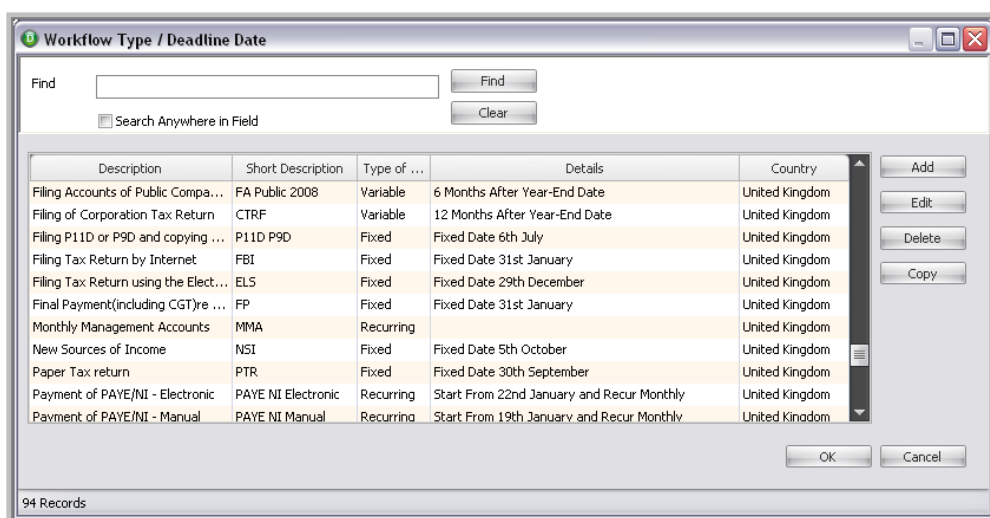 Workflow Type / Deadline Date
Find Find
Search Anywhere in Field Clear
Description Short Description Type of ... Details Country Add
Filing Accounts of Public Compa... FA Public 2008 Variable 6 Months After Year-End Date United Kingdom Edit
Filing of Corporation Tax Return CTRF Variable 12 Months After Year-End Date United Kingdom
Filing P11D or P9D and copying ... P11D P9D Fixed Fixed Date 6th July United Kingdom Delete
Filing Tax Return by Internet FBI Fixed Fixed Date 31st January United Kingdom
Filing Tax Return using the Elect... ELS Fixed Fixed Date 29th December United Kingdom Copy
Final Payment(including CGT)re ... FP Fixed Fixed Date 31st January United Kingdom
Monthly Management Accounts MMA Recurring United Kingdom
New Sources of Income NSI Fixed Fixed Date 5th October United Kingdom
Paper Tax return PTR Fixed Fixed Date 30th September United Kingdom
Payment of PAYE/NI - Electronic PAYE NI Electronic Recurring Start From 22nd January and Recur Monthly United Kingdom
Payment of PAYE/NI - Manual PAYE NI Manual Recurring Start From 19th January and Recur Monthly United Kingdom
OK Cancel
94 Records